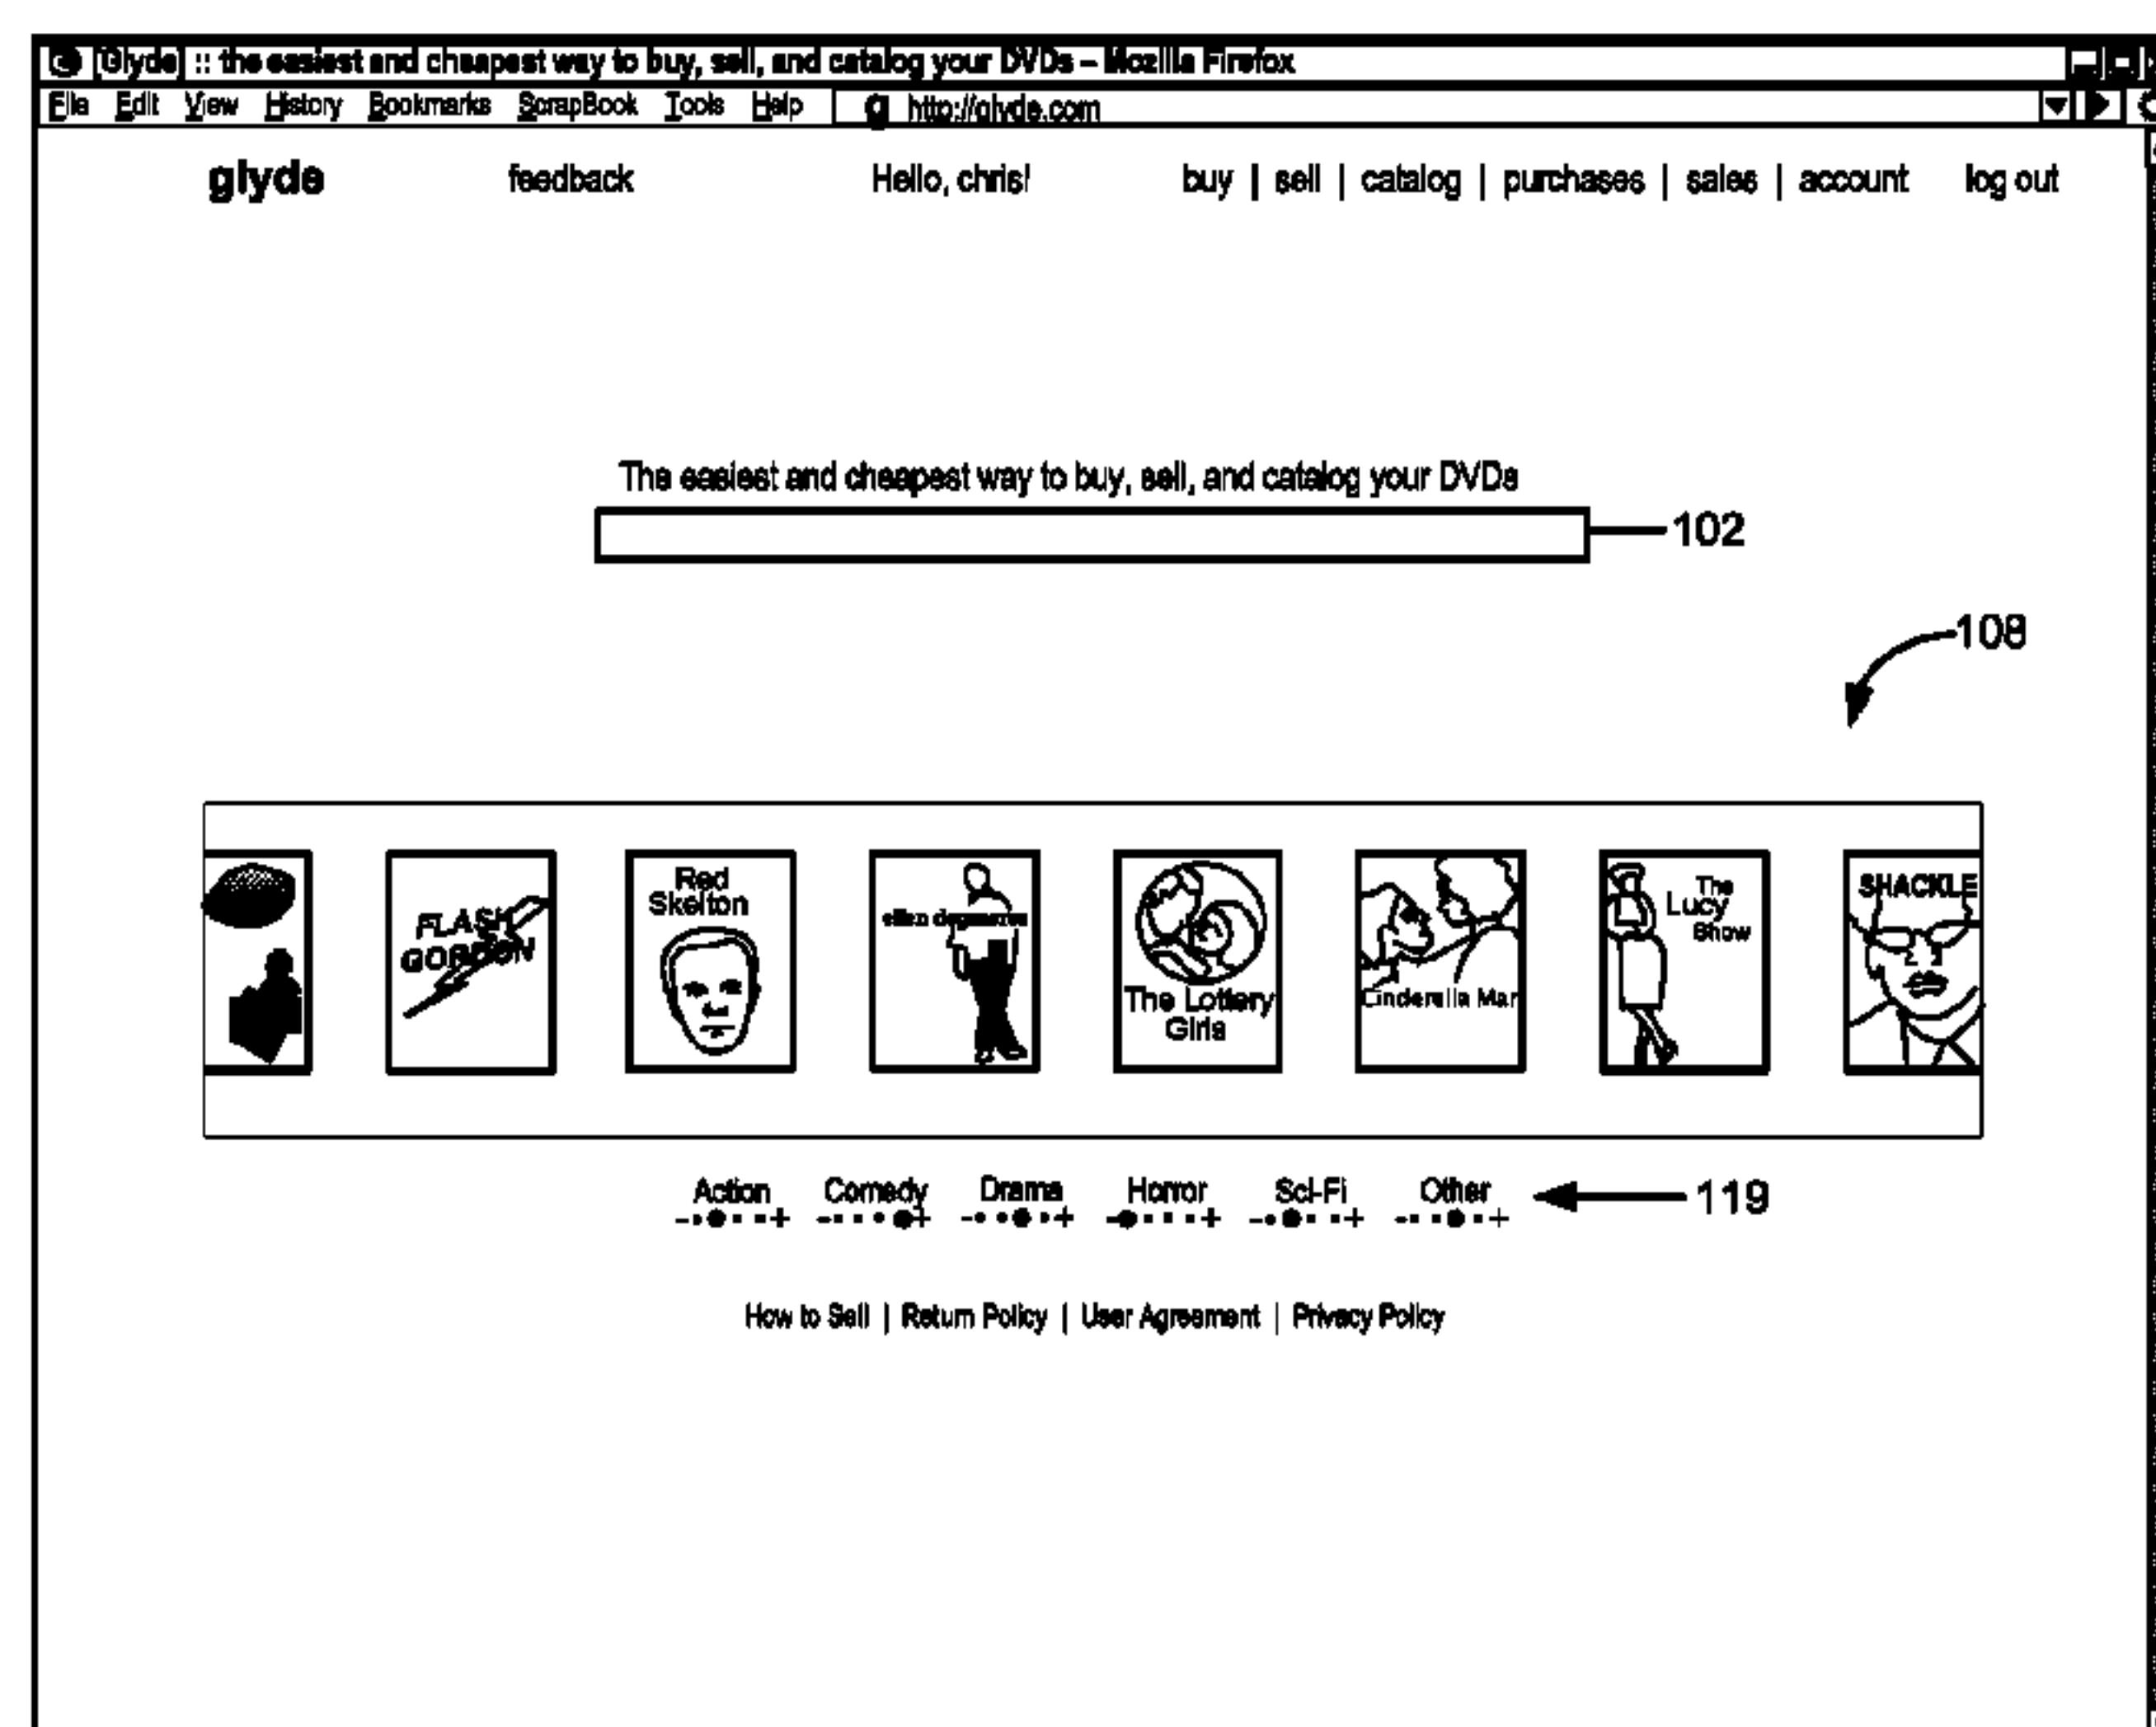 [Glyde] :: the easiest and cheapest way to buy, sell, and catalog your DVDs – Mozilla Firefox
File Edit View History Bookmarks ScrapBook Tools Help g http://glyde.com
glyde feedback Hello, chris! buy | sell | catalog | purchases | sales | account log out
The easiest and cheapest way to buy, sell, and catalog your DVDs
102
108
FLASH
GORDON
Red
Skelton
ellen degeneres
The Lottery
Girls
Cinderella Man
The
Lucy
Show
SHACKLE
Action Comedy Drama Horror Sci-Fi Other 119
How to Sell | Return Policy | User Agreement | Privacy Policy